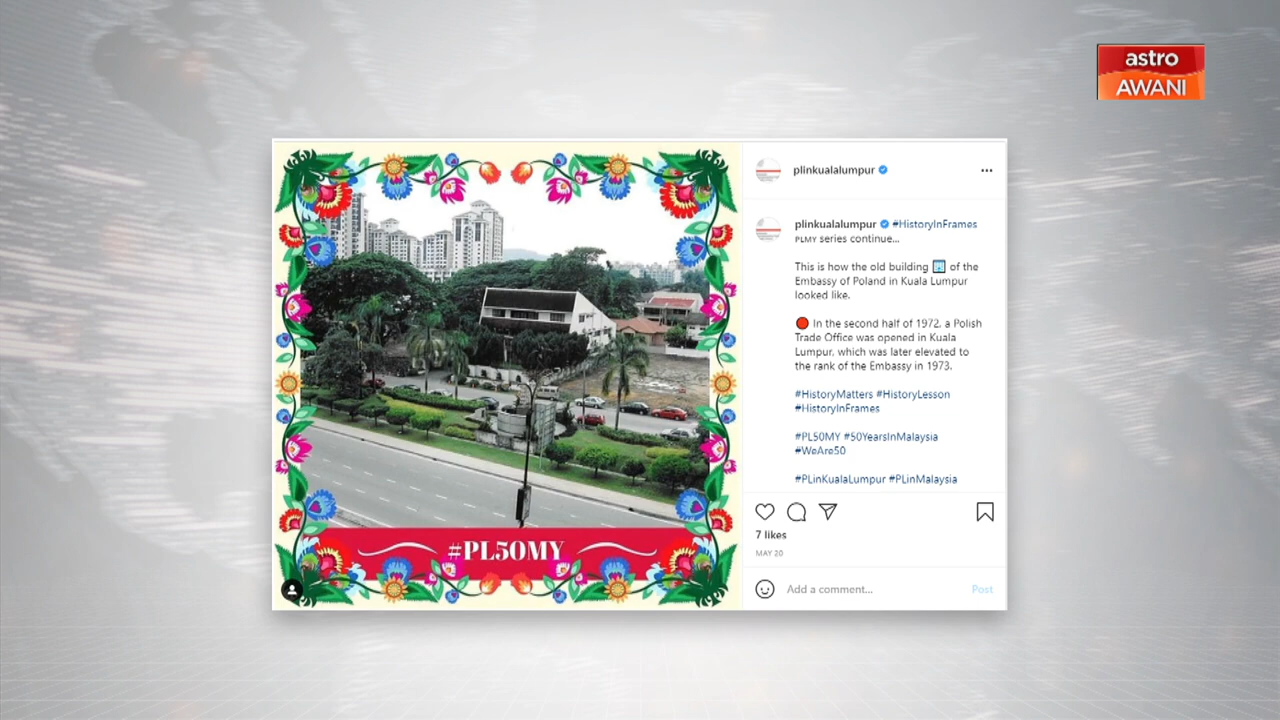 astro
AWANI
plinkualalumpur
plinkualalumpur #HistoryInFrames
PLMY series continue...
This is how the old building of the
Embassy of Poland in Kuala Lumpur
looked like.
In the second half of 1972, a Polish
Trade Office was opened in Kuala
Lumpur, which was later elevated to
the rank of the Embassy in 1973.
#HistoryMatters #HistoryLesson
#HistoryInFrames
#PL50MY #50YearsInMalaysia
#WeAre50
#PLinKualaLumpur #PLinMalaysia
7 likes
MAY 20
Add a comment... Post
#PL50MY